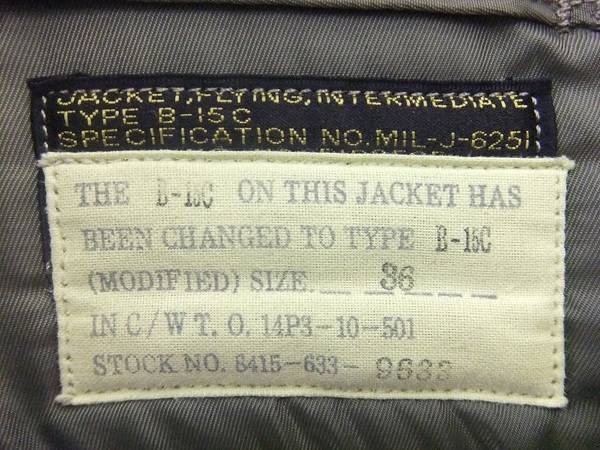 JACKET, FLYING, INTERMEDIATE
TYPE B-15C
SPECIFICATION NO. MIL-J-6251
THE B-15C ON THIS JACKET HAS
BEEN CHANGED TO TYPE B-15C
(MODIFIED) SIZE. 36
IN C/W T. O. 14P3-10-501
STOCK NO. 8415-633-